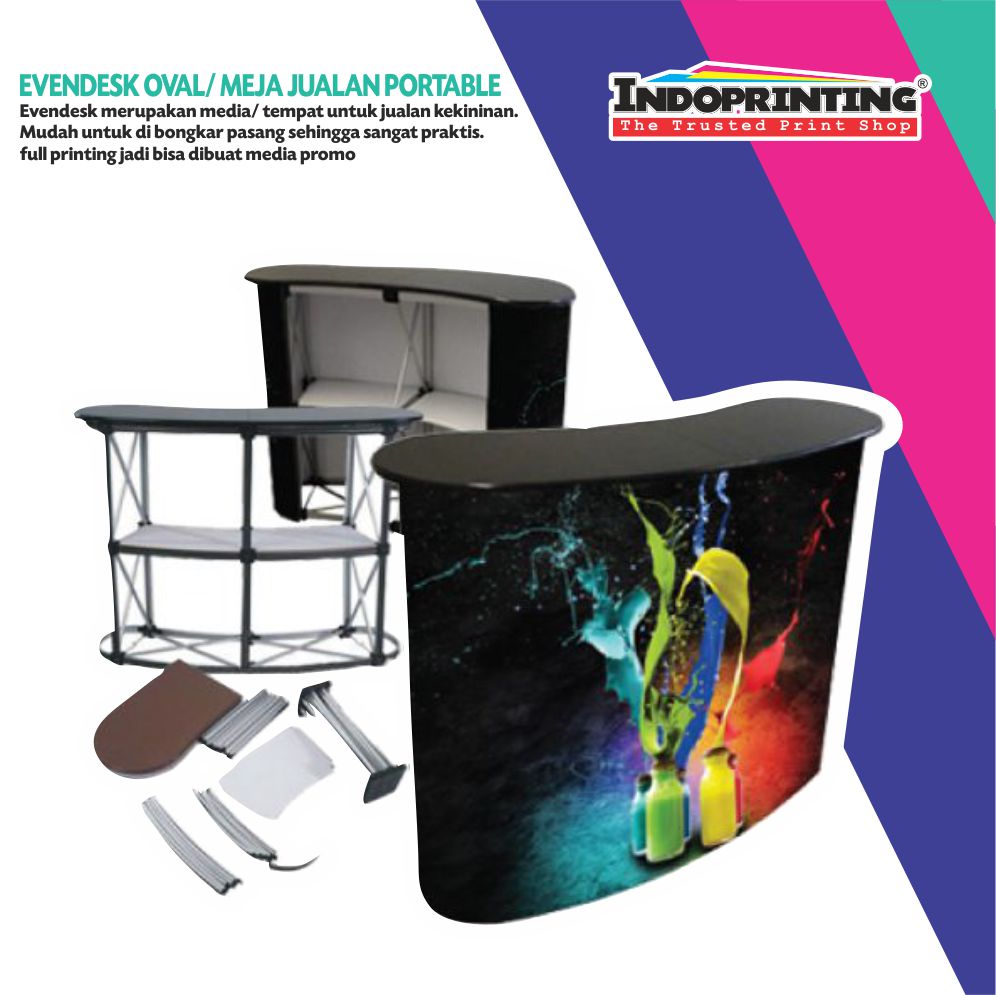 EVENDESK OVAL/ MEJA JUALAN PORTABLE
Evendesk merupakan media/ tempat untuk jualan kekininan.
Mudah untuk di bongkar pasang sehingga sangat praktis.
full printing jadi bisa dibuat media promo
INDOPRINTING®
The Trusted Print Shop